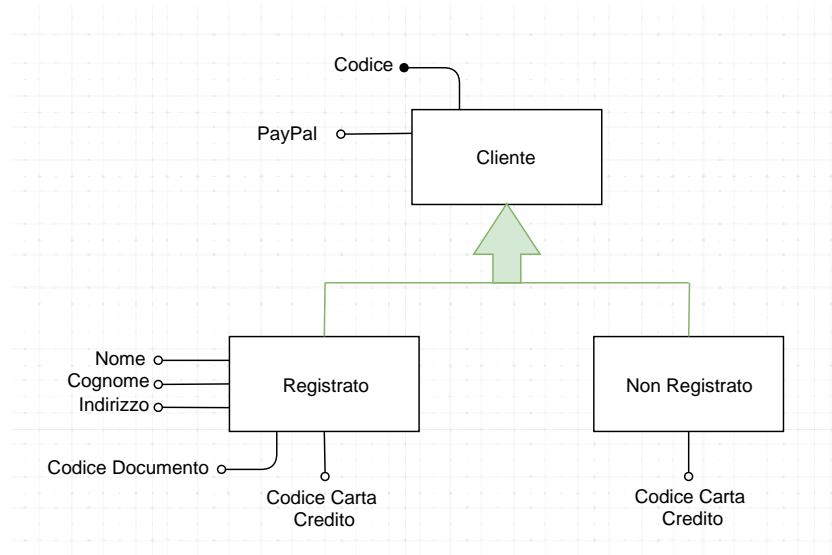 Codice
PayPal
Cliente
Nome
Cognome
Indirizzo
Registrato
Non Registrato
Codice Documento
Codice Carta
Credito
Codice Carta
Credito